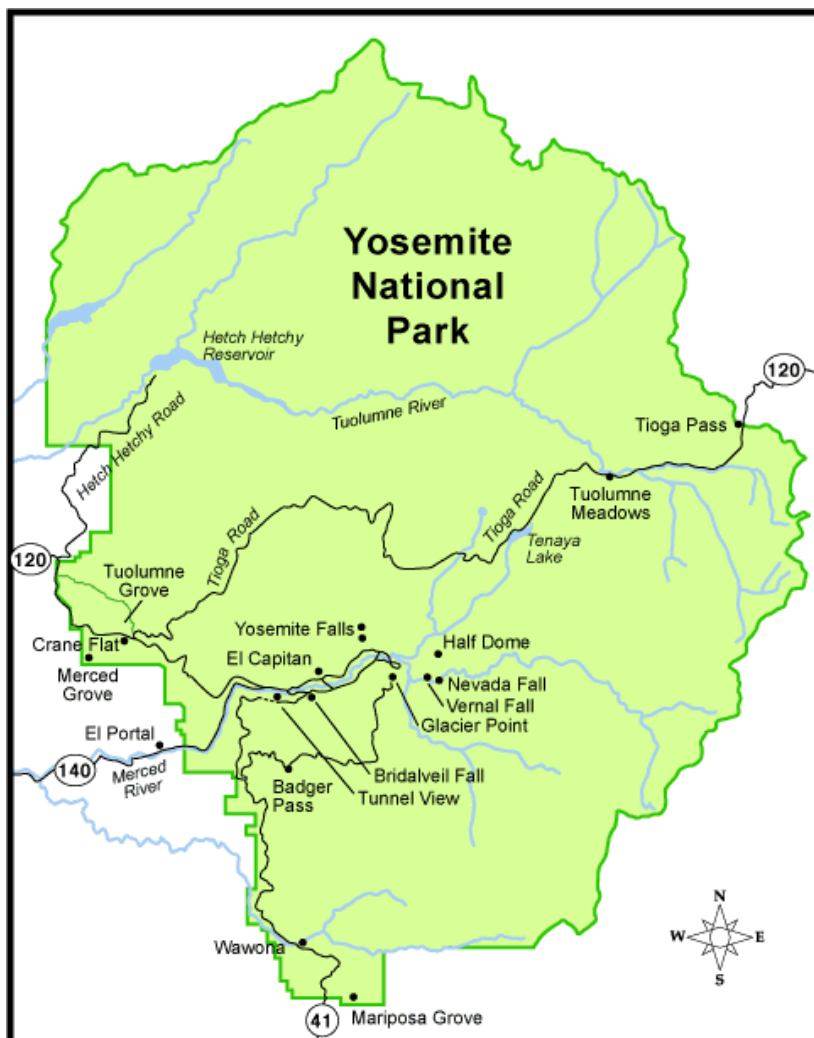 Yosemite
National
Park
Hetch Hetchy
Reservoir
120
Tuolumne River
Tioga Pass
Hetch Hetchy Road
Tuolumne
Meadows
Tioga Road
Tioga Road
Tenaya
Lake
120
Tuolumne
Grove
Yosemite Falls
Crane Flat
Half Dome
El Capitan
Merced
Grove
Nevada Fall
Vernal Fall
Glacier Point
El Portal
140
Merced
River
Bridalveil Fall
Badger
Pass
Tunnel View
N
W
E
S
Wawona
41
Mariposa Grove